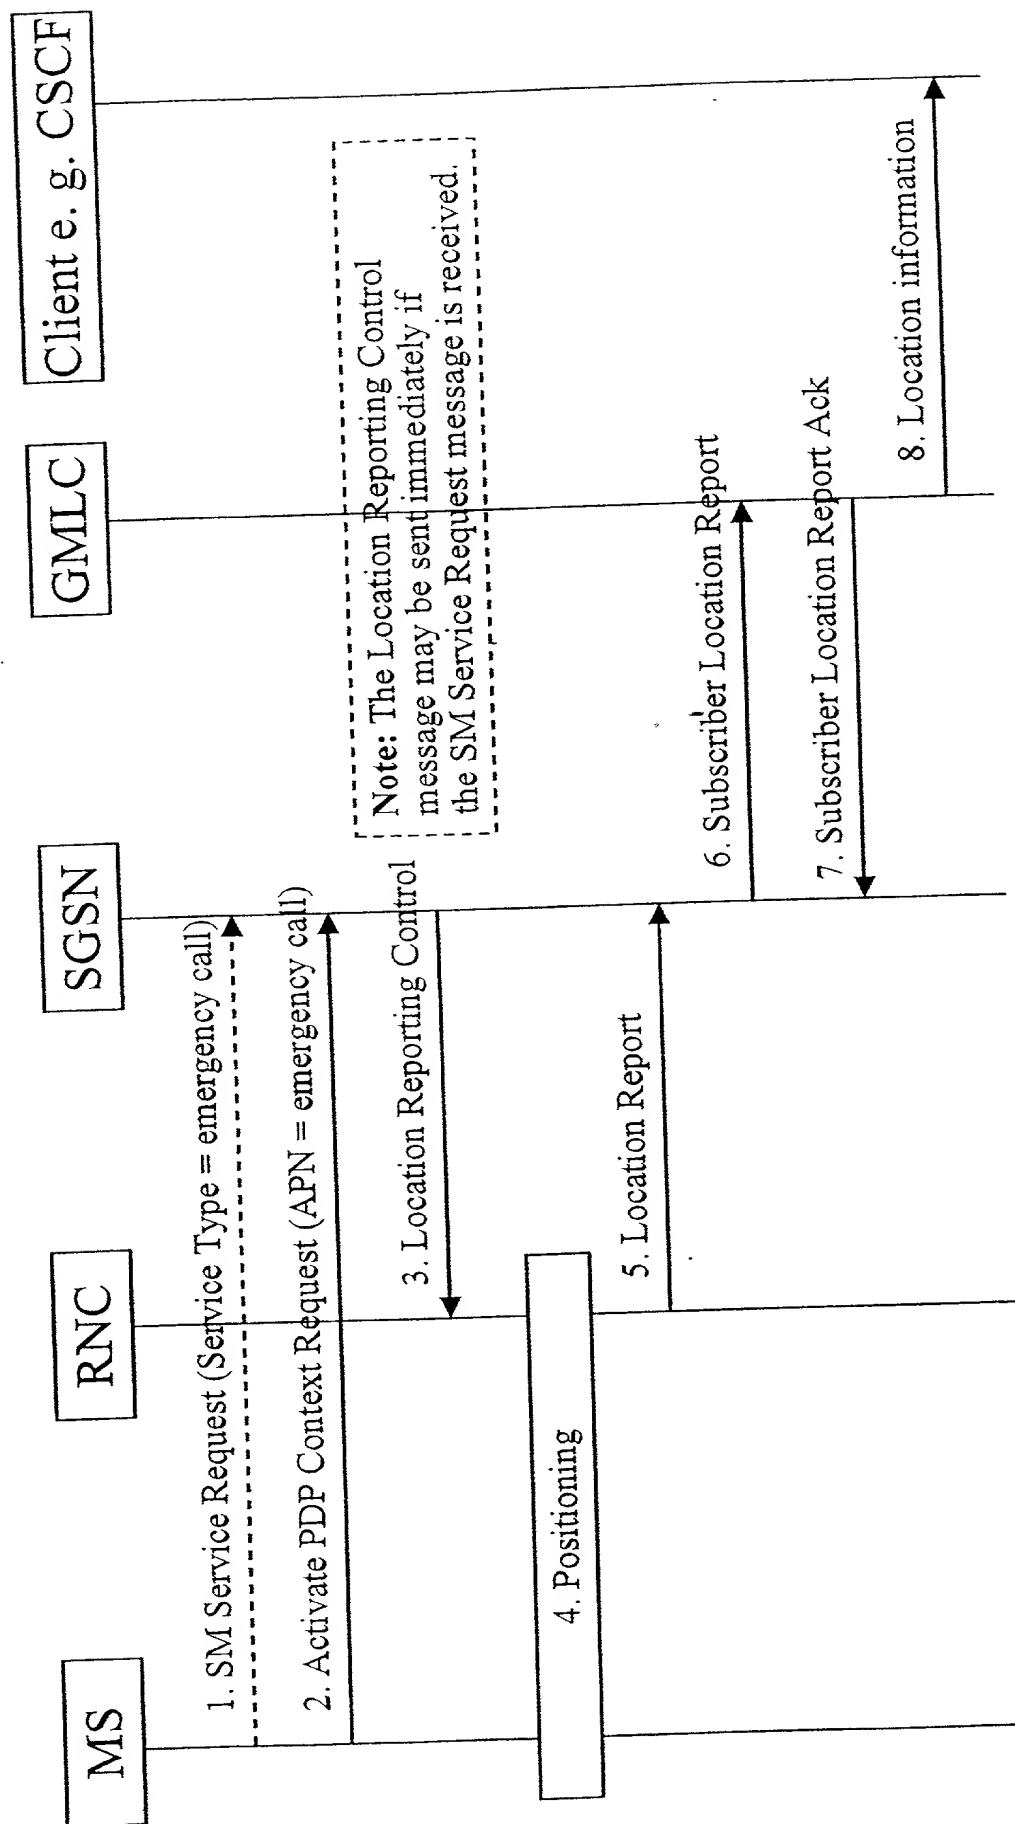 MS
RNC
SGSN
GMLC
Client e. g. CSCF
1. SM Service Request (Service Type = emergency call)
2. Activate PDP Context Request (APN = emergency call)
3. Location Reporting Control
Note: The Location Reporting Control
message may be sent immediately if
the SM Service Request message is received.
4. Positioning
5. Location Report
6. Subscriber Location Report
7. Subscriber Location Report Ack
8. Location information